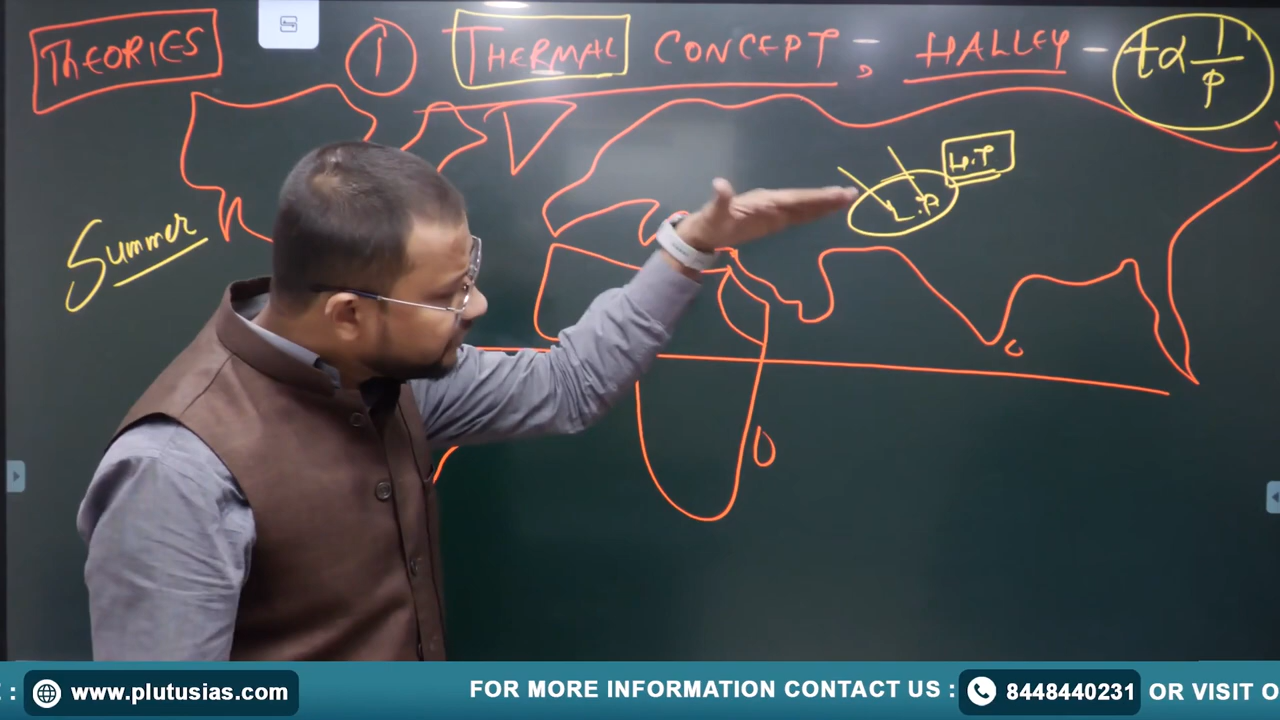 THEORIES ① THERMAL CONCEPT, HALLEY - t α 1/P
H.T.
L.P.
Summer
E : www.plutusias.com FOR MORE INFORMATION CONTACT US : 8448440231 OR VISIT O